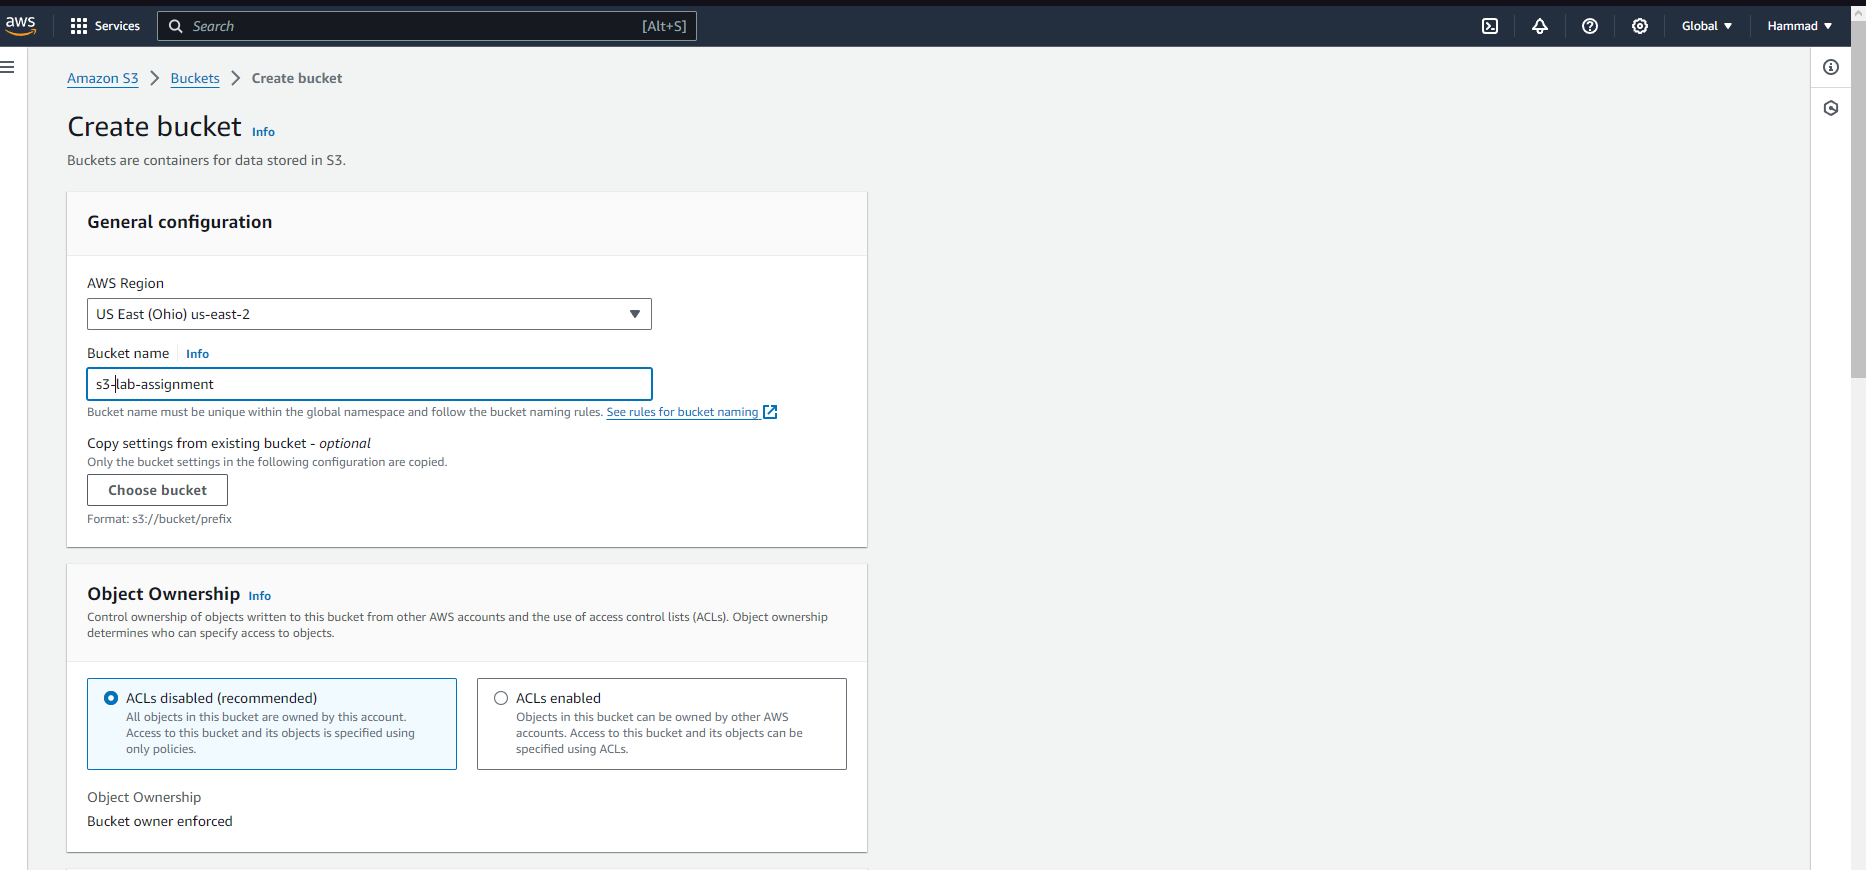 aws Services Search [Alt+S] Global Hammad
Amazon S3 Buckets Create bucket
Create bucket Info
Buckets are containers for data stored in S3.
General configuration
AWS Region
US East (Ohio) us-east-2
Bucket name Info
s3-lab-assignment
Bucket name must be unique within the global namespace and follow the bucket naming rules. See rules for bucket naming
Copy settings from existing bucket - optional
Only the bucket settings in the following configuration are copied.
Choose bucket
Format: s3://bucket/prefix
Object Ownership Info
Control ownership of objects written to this bucket from other AWS accounts and the use of access control lists (ACLs). Object ownership
determines who can specify access to objects.
ACLs disabled (recommended)
All objects in this bucket are owned by this account.
Access to this bucket and its objects is specified using
only policies.
ACLs enabled
Objects in this bucket can be owned by other AWS
accounts. Access to this bucket and its objects can be
specified using ACLs.
Object Ownership
Bucket owner enforced